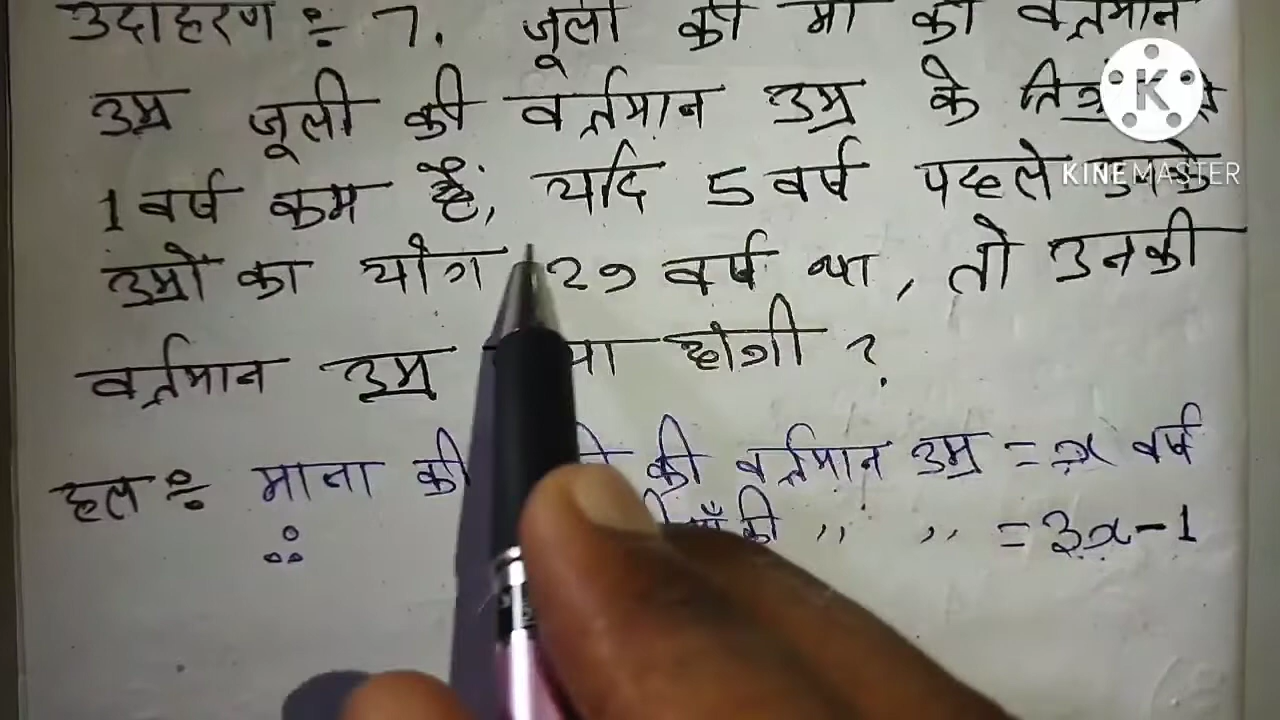 उदाहरण ÷ 7. जूली की माँ की वर्त्तमान
उम्र जूली की वर्त्तमान उम्र के
1 वर्ष कम है, यदि 5 वर्ष पहले उनके
उम्रों का योग 29 वर्ष था, तो उनकी
वर्त्तमान उम्र होगी ?
हल ÷ माना की की वर्त्तमान उम्र = x वर्ष
∴ माँ की ,, ,, = 3x - 1
K
KINEMASTER